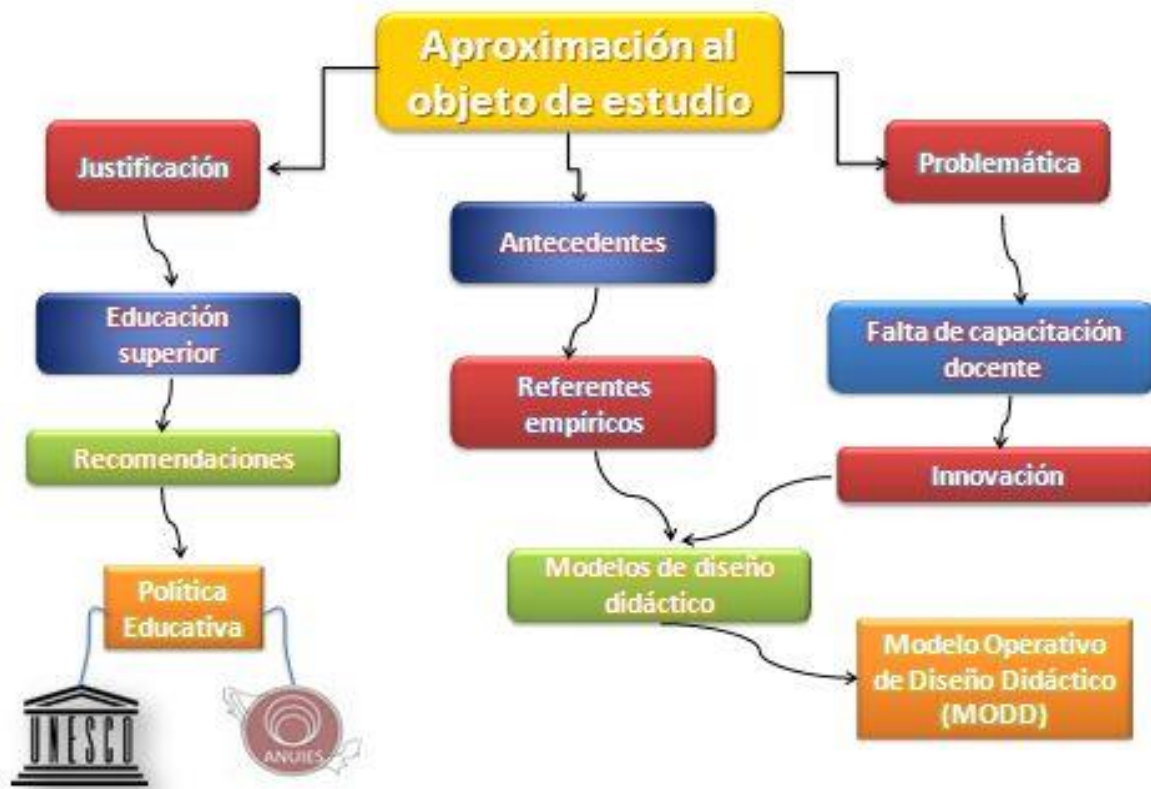 Aproximación al
objeto de estudio
Justificación
Problemática
Antecedentes
Educación
superior
Falta de capacitación
docente
Referentes
empíricos
Recomendaciones
Innovación
Modelos de diseño
didáctico
Política
Educativa
Modelo Operativo
de Diseño Didáctico
(MODD)
UNESCO
ANUIES